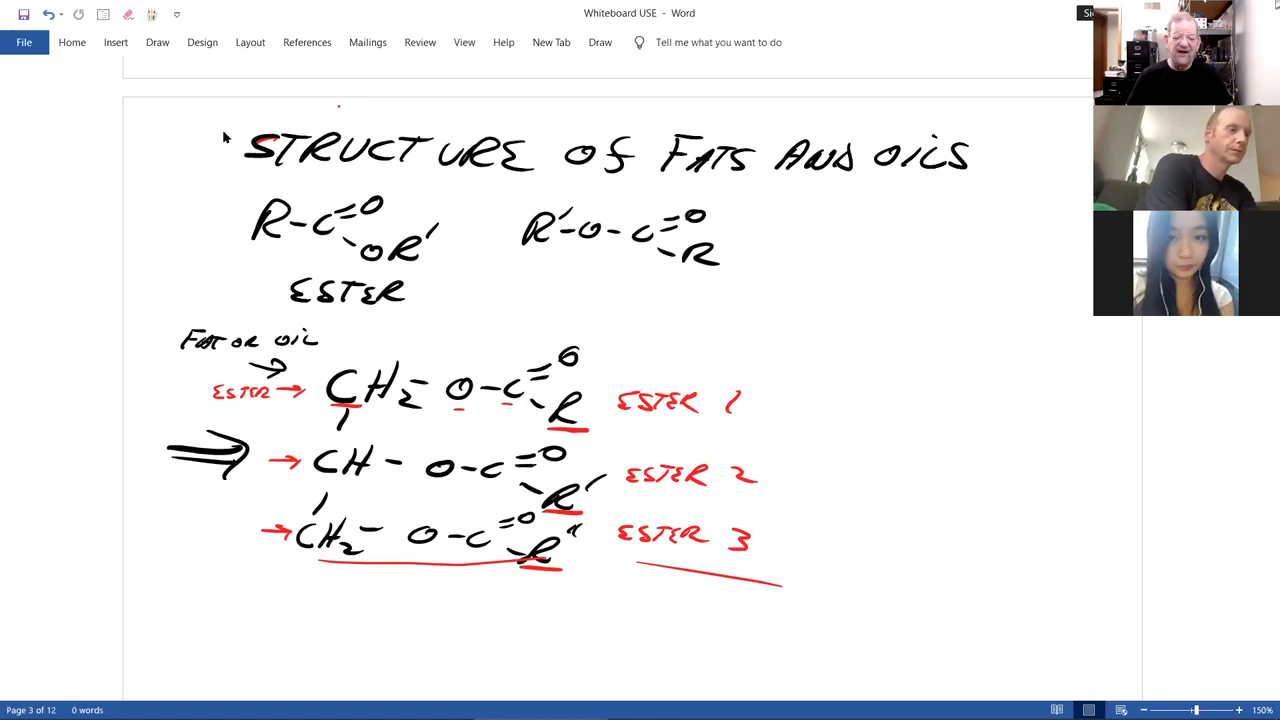 Whiteboard USE - Word
File Home Insert Draw Design Layout References Mailings Review View Help New Tab Draw Tell me what you want to do
STRUCTURE OF FATS AND OILS
R-C=O R'-O-C=O
-OR' -R
ESTER
FAT OR OIL
ESTER → CH2-O-C=O ESTER 1
-R
→ CH-O-C=O ESTER 2
-R'
→ CH2-O-C=O ESTER 3
-R"
Page 3 of 12 0 words 150%